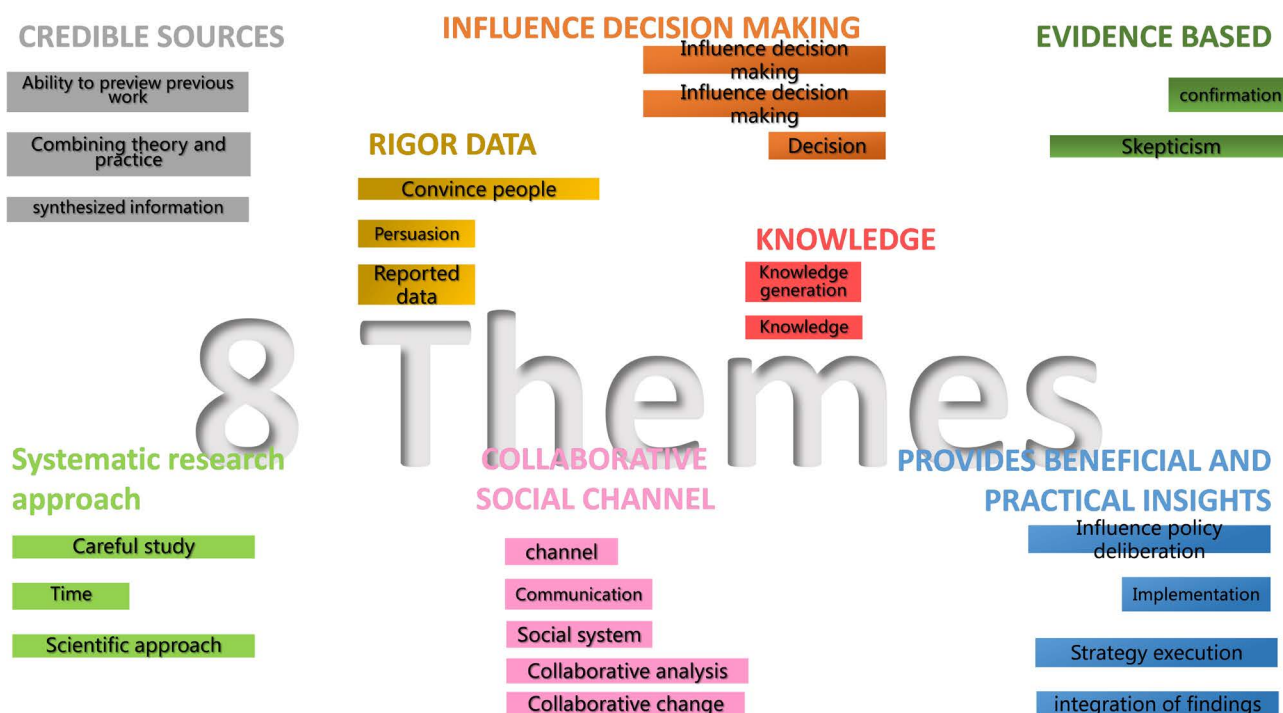 CREDIBLE SOURCES
Ability to preview previous
work
Combining theory and
practice
synthesized information
INFLUENCE DECISION MAKING
Influence decision
making
Influence decision
making
Decision
EVIDENCE BASED
confirmation
Skepticism
RIGOR DATA
Convince people
Persuasion
Reported
data
KNOWLEDGE
Knowledge
generation
Knowledge
8 Themes
Systematic research
approach
Careful study
Time
Scientific approach
COLLABORATIVE
SOCIAL CHANNEL
channel
Communication
Social system
Collaborative analysis
Collaborative change
PROVIDES BENEFICIAL AND
PRACTICAL INSIGHTS
Influence policy
deliberation
Implementation
Strategy execution
integration of findings